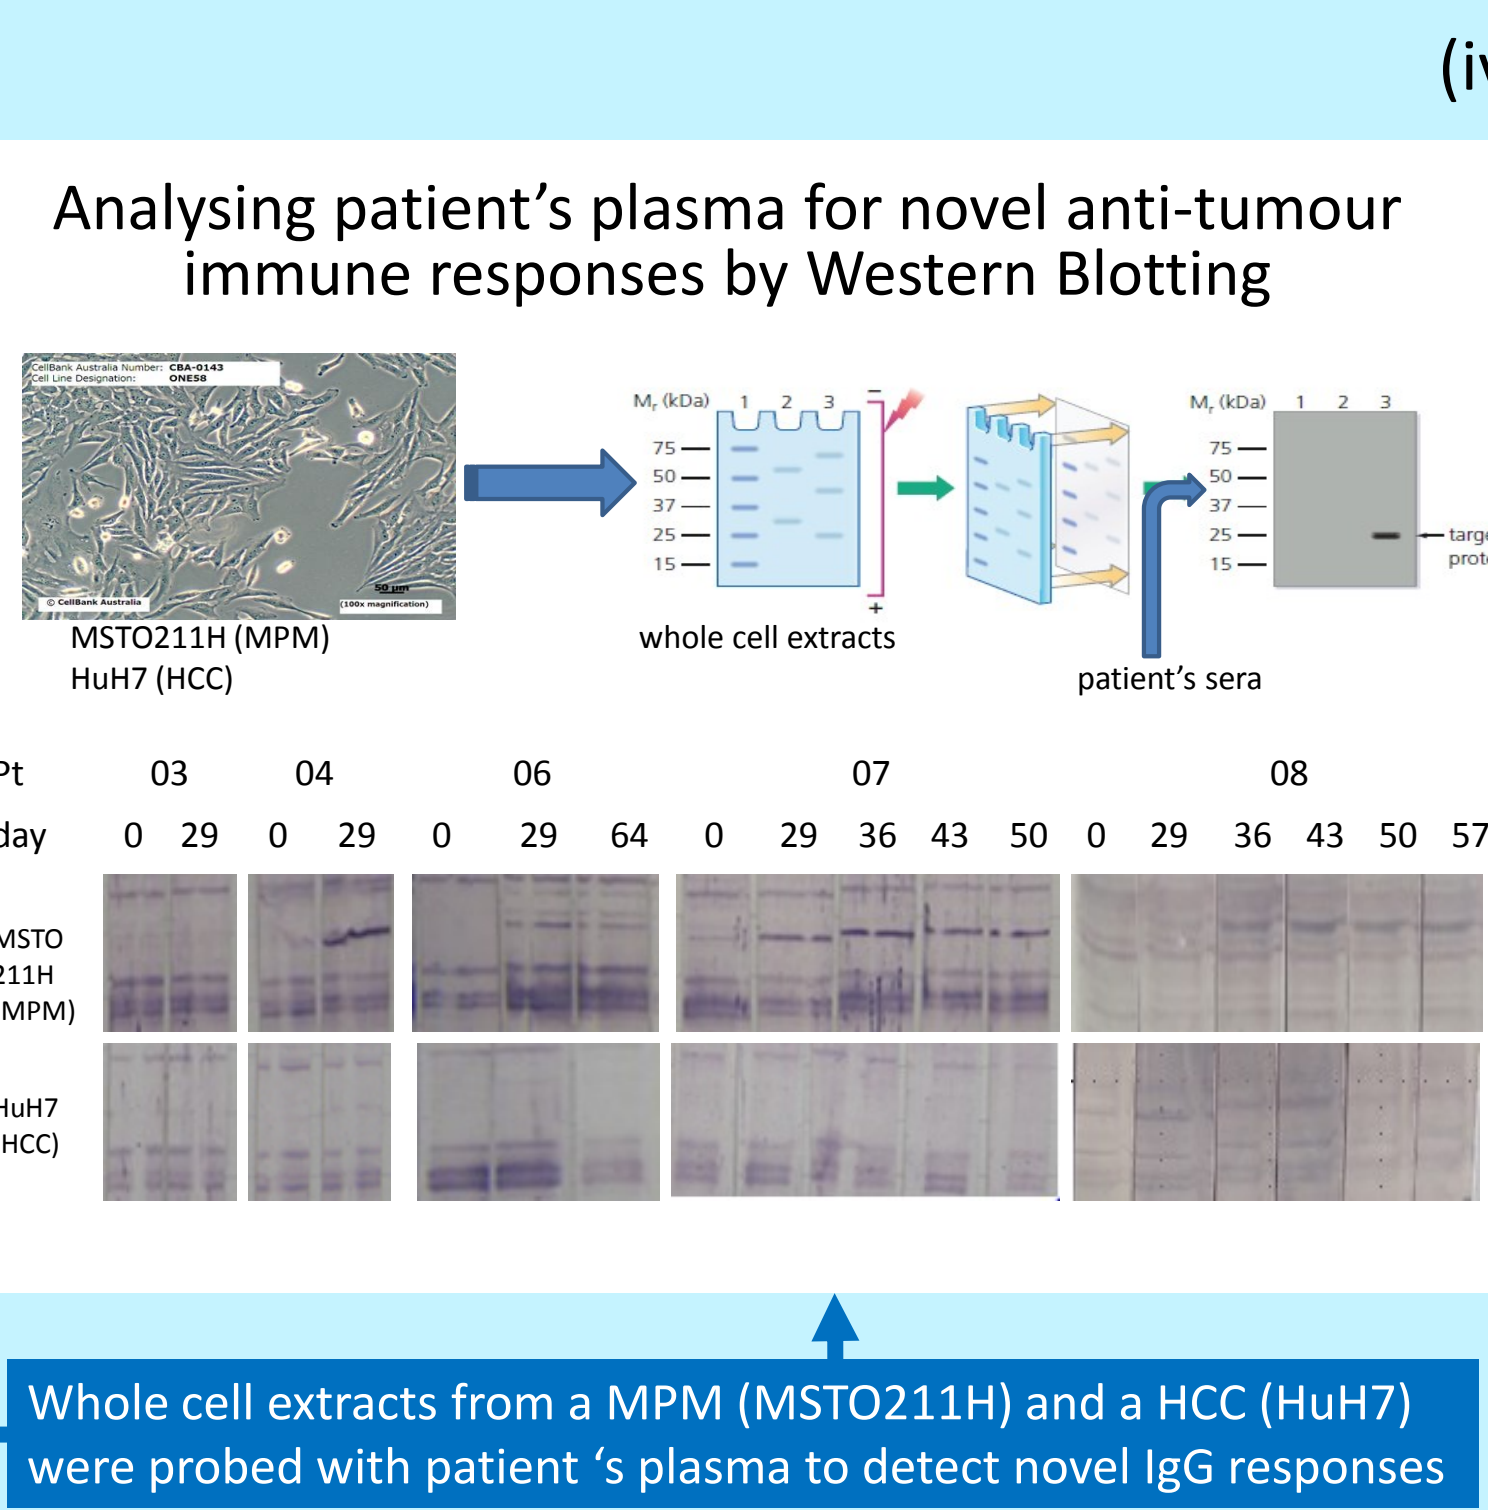 (iv
Analysing patient’s plasma for novel anti-tumour
immune responses by Western Blotting
CellBank Australia Number: CBA-0143
Cell Line Designation: ONE58
50 µm
© CellBank Australia
(100x magnification)
MSTO211H (MPM)
HuH7 (HCC)
Mr (kDa) 1 2 3
75
50
37
25
15
−
+
whole cell extracts
Mr (kDa) 1 2 3
75
50
37
25
15
targe
prote
patient’s sera
Pt 03 04 06 07 08
day 0 29 0 29 0 29 64 0 29 36 43 50 0 29 36 43 50 57
MSTO
211H
MPM)
HuH7
HCC)
Whole cell extracts from a MPM (MSTO211H) and a HCC (HuH7)
were probed with patient ‘s plasma to detect novel IgG responses